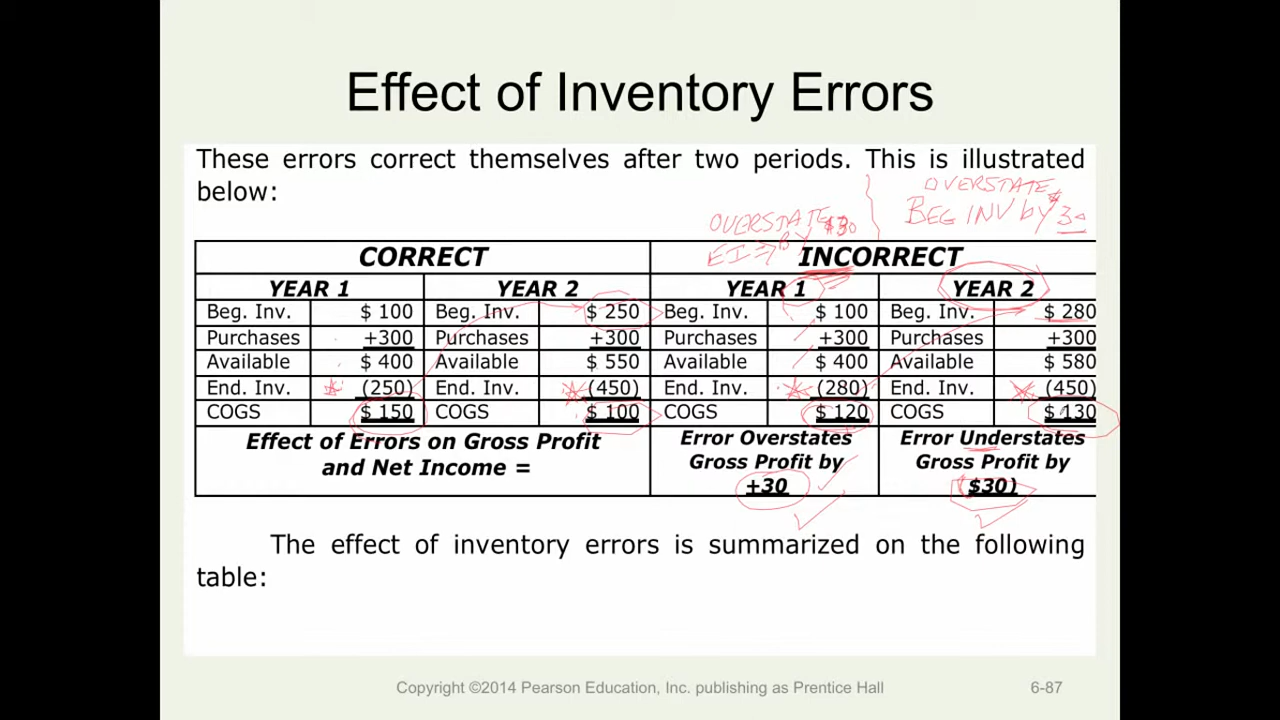 Effect of Inventory Errors
These errors correct themselves after two periods. This is illustrated
below:
OVERSTATE
BEG INV by $30
OVERSTATE $30
EI => BY
CORRECT INCORRECT
YEAR 1 YEAR 2 YEAR 1 YEAR 2
Beg. Inv. $ 100 Beg. Inv. $ 250 Beg. Inv. $ 100 Beg. Inv. $ 280
Purchases +300 Purchases +300 Purchases +300 Purchases +300
Available $ 400 Available $ 550 Available $ 400 Available $ 580
End. Inv. (250) End. Inv. (450) End. Inv. (280) End. Inv. (450)
COGS $ 150 COGS $ 100 COGS $ 120 COGS $ 130
Effect of Errors on Gross Profit
and Net Income =
Error Overstates
Gross Profit by
+30
Error Understates
Gross Profit by
($30)
The effect of inventory errors is summarized on the following
table:
Copyright ©2014 Pearson Education, Inc. publishing as Prentice Hall
6-87